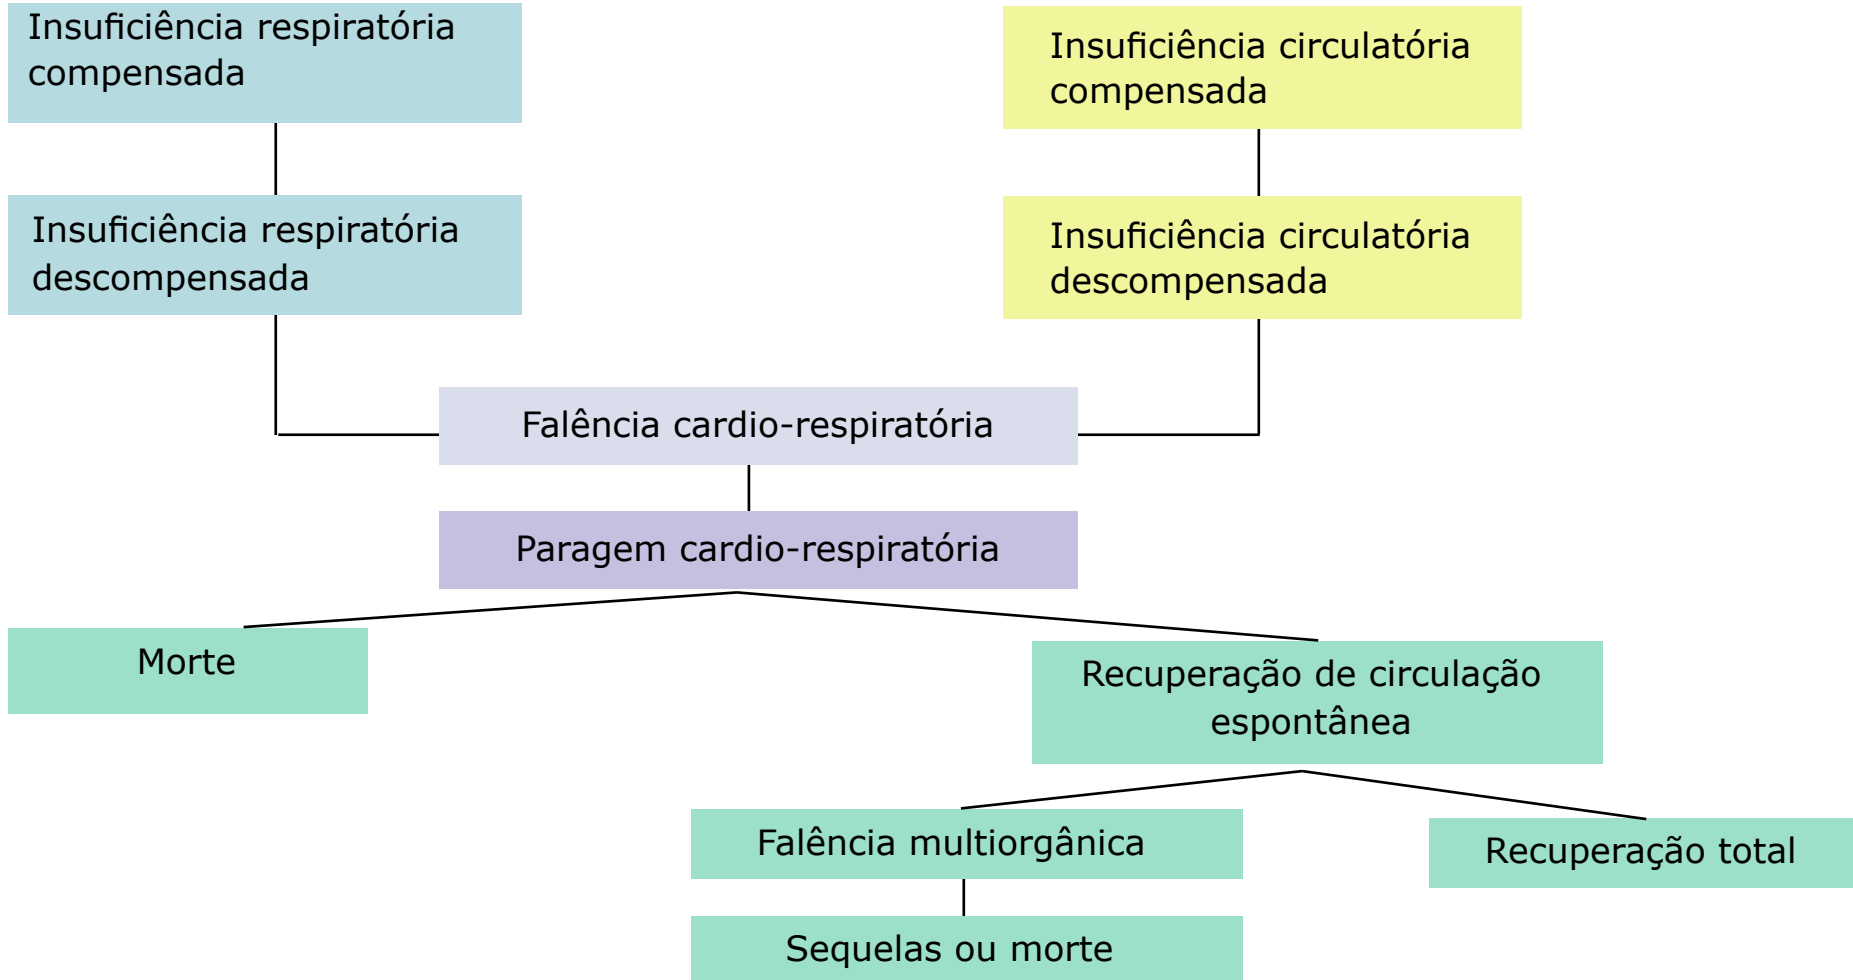 Insuficiência respiratória
compensada
Insuficiência circulatória
compensada
Insuficiência respiratória
descompensada
Insuficiência circulatória
descompensada
Falência cardio-respiratória
Paragem cardio-respiratória
Morte
Recuperação de circulação
espontânea
Falência multiorgânica
Recuperação total
Sequelas ou morte